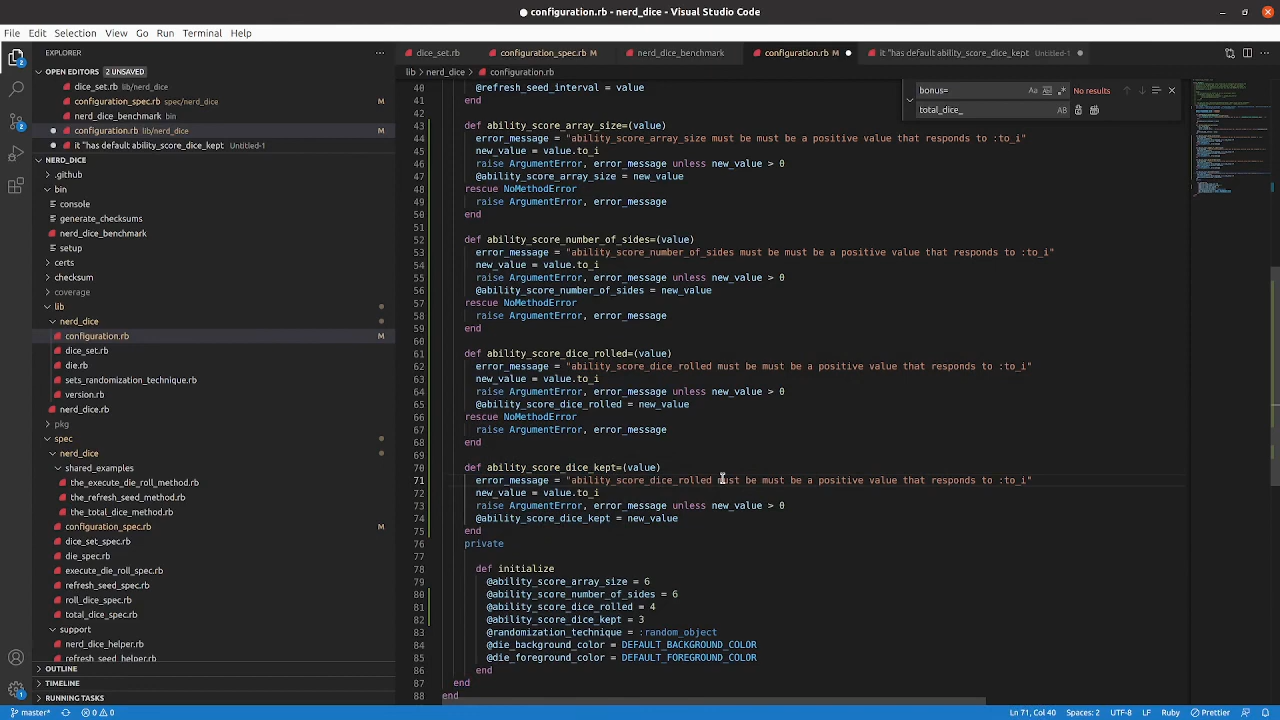 ● configuration.rb - nerd_dice - Visual Studio Code
File Edit Selection View Go Run Terminal Help
EXPLORER
OPEN EDITORS 2 UNSAVED
dice_set.rb lib/nerd_dice
configuration_spec.rb spec/nerd_dice M
nerd_dice_benchmark bin
configuration.rb lib/nerd_dice M
it "has default ability_score_dice_kept Untitled-1
NERD_DICE
.github
bin
console
generate_checksums
nerd_dice_benchmark
setup
certs
checksum
coverage
lib
nerd_dice
configuration.rb M
dice_set.rb
die.rb
sets_randomization_technique.rb
version.rb
nerd_dice.rb
pkg
spec
nerd_dice
shared_examples
the_execute_die_roll_method.rb
the_refresh_seed_method.rb
the_total_dice_method.rb
configuration_spec.rb M
dice_set_spec.rb
die_spec.rb
execute_die_roll_spec.rb
refresh_seed_spec.rb
roll_dice_spec.rb
total_dice_spec.rb
support
nerd_dice_helper.rb
refresh_seed_helper.rb
OUTLINE
TIMELINE
RUNNING TASKS
dice_set.rb configuration_spec.rb M nerd_dice_benchmark configuration.rb M ● it "has default ability_score_dice_kept Untitled-1 ●
lib > nerd_dice > configuration.rb
bonus= No results
total_dice_
40 @refresh_seed_interval = value
41 end
42
43 def ability_score_array_size=(value)
44 error_message = "ability_score_array_size must must be a positive value that responds to :to_i"
45 new_value = value.to_i
46 raise ArgumentError, error_message unless new_value > 0
47 @ability_score_array_size = new_value
48 rescue NoMethodError
49 raise ArgumentError, error_message
50 end
51
52 def ability_score_number_of_sides=(value)
53 error_message = "ability_score_number_of_sides must must be a positive value that responds to :to_i"
54 new_value = value.to_i
55 raise ArgumentError, error_message unless new_value > 0
56 @ability_score_number_of_sides = new_value
57 rescue NoMethodError
58 raise ArgumentError, error_message
59 end
60
61 def ability_score_dice_rolled=(value)
62 error_message = "ability_score_dice_rolled must must be a positive value that responds to :to_i"
63 new_value = value.to_i
64 raise ArgumentError, error_message unless new_value > 0
65 @ability_score_dice_rolled = new_value
66 rescue NoMethodError
67 raise ArgumentError, error_message
68 end
69
70 def ability_score_dice_kept=(value)
71 error_message = "ability_score_dice_rolled must be must be a positive value that responds to :to_i"
72 new_value = value.to_i
73 raise ArgumentError, error_message unless new_value > 0
74 @ability_score_dice_kept = new_value
75 end
76 private
77
78 def initialize
79 @ability_score_array_size = 6
80 @ability_score_number_of_sides = 6
81 @ability_score_dice_rolled = 4
82 @ability_score_dice_kept = 3
83 @randomization_technique = :random_object
84 @die_background_color = DEFAULT_BACKGROUND_COLOR
85 @die_foreground_color = DEFAULT_FOREGROUND_COLOR
86 end
87 end
88 end
master* 0 0 Ln 71, Col 40 Spaces: 2 UTF-8 LF Ruby Prettier